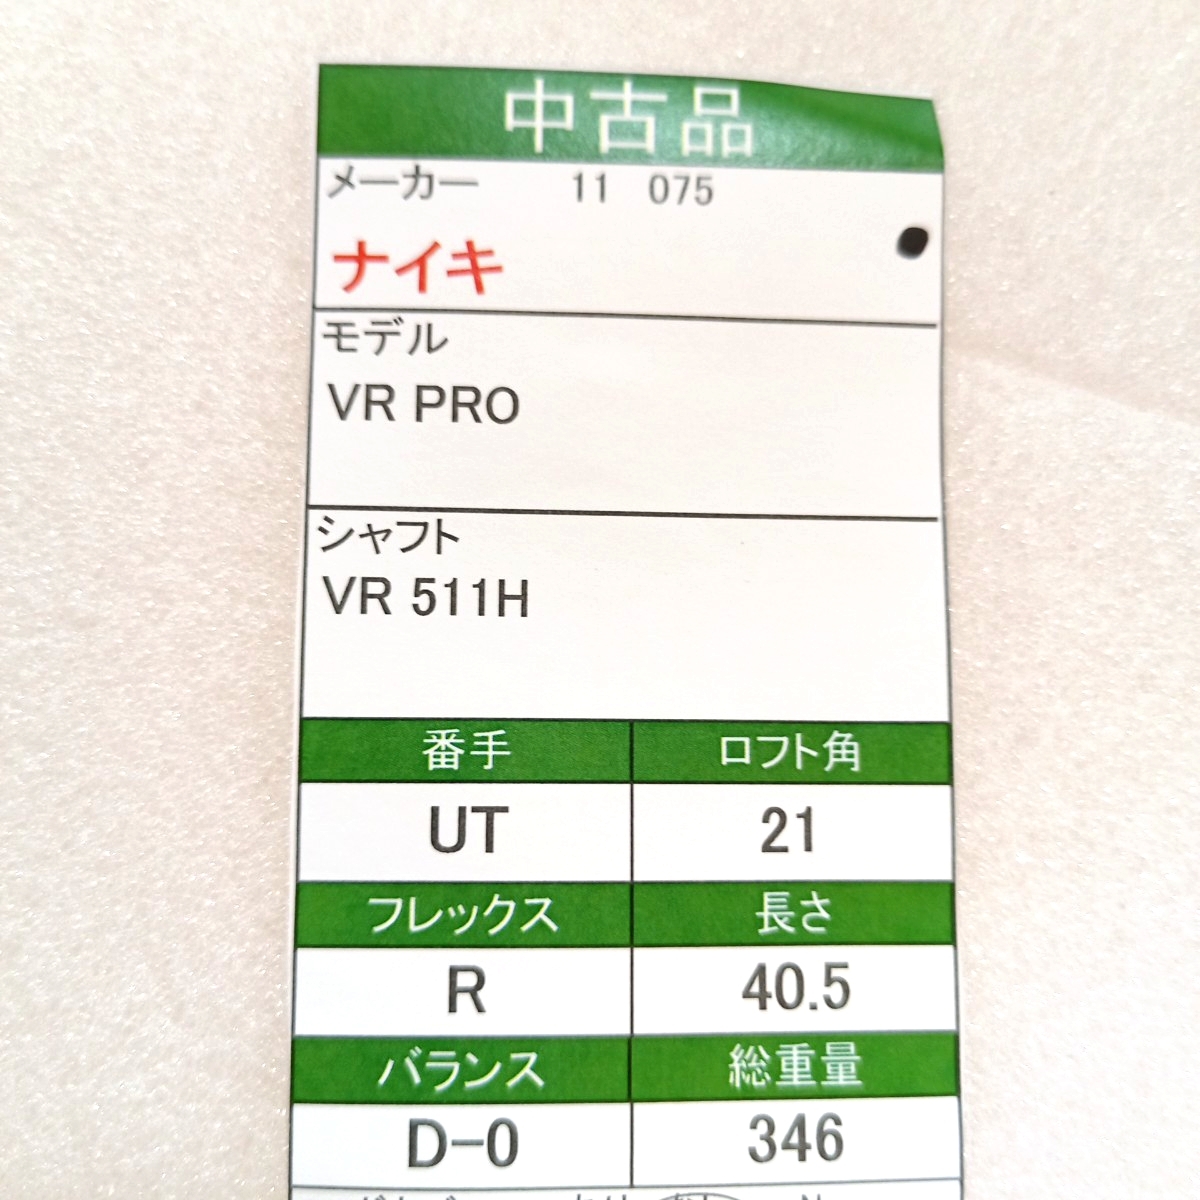 中古品
メーカー 11 075
ナイキ
モデル
VR PRO
シャフト
VR 511H
番手 ロフト角
UT 21
フレックス 長さ
R 40.5
バランス 総重量
D-0 346